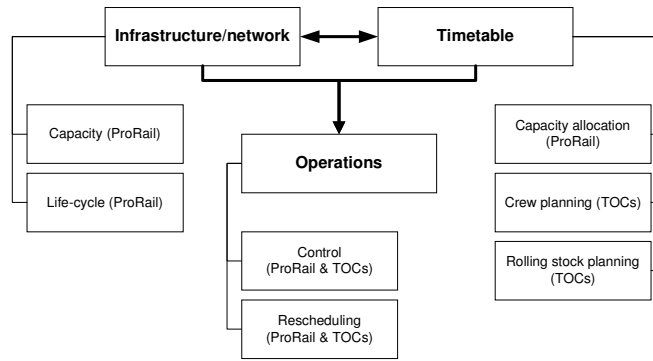 Infrastructure/network
Timetable
Capacity (ProRail)
Life-cycle (ProRail)
Operations
Control
(ProRail & TOCs)
Rescheduling
(ProRail & TOCs)
Capacity allocation
(ProRail)
Crew planning (TOCs)
Rolling stock planning
(TOCs)